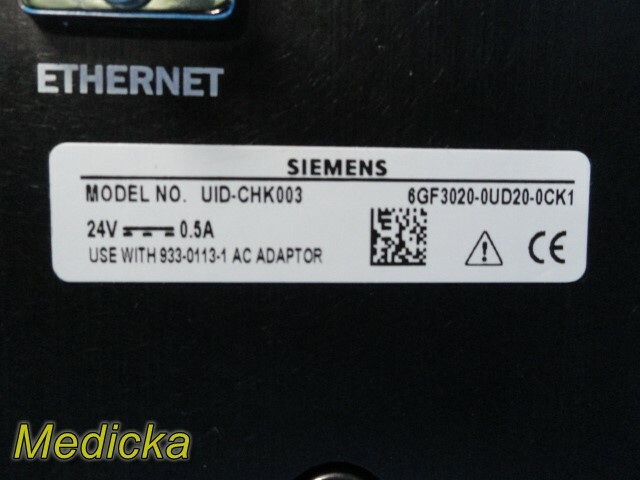 ETHERNET
SIEMENS
MODEL NO. UID-CHK003 6GF3020-0UD20-0CK1
24V ⎓ 0.5A
USE WITH 933-0113-1 AC ADAPTOR
CE
Medicka